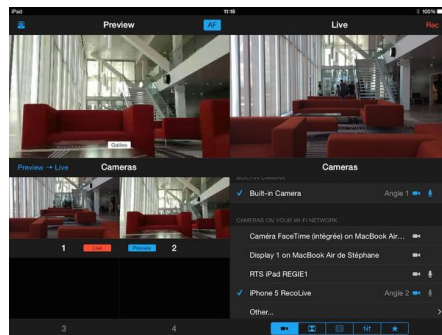 iPad 11:16 100%
Preview AF Live Rec
Galileo
Preview → Live Cameras Cameras
BUILT-IN CAMERA
Built-in Camera Angle 1
CAMERAS ON YOUR WI-FI NETWORK
Caméra FaceTime (intégrée) on MacBook Air...
Display 1 on MacBook Air de Stéphane
RTS iPad REGIE1
iPhone 5 RecoLive Angle 2
Other...
1 Live Preview 2
3 4